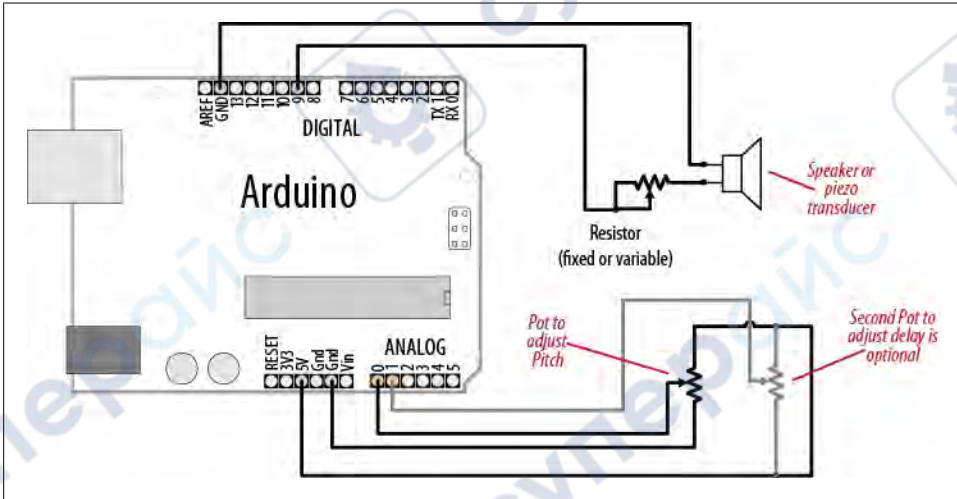 AREF
GND
13
12
11
10
9
8
7
6
5
4
3
2
TX 1
RX 0
DIGITAL
Arduino
Speaker or
piezo
transducer
Resistor
(fixed or variable)
RESET
3V3
5V
Gnd
Gnd
Vin
ANALOG
0
1
2
3
4
5
Pot to
adjust
Pitch
Second Pot to
adjust delay is
optional
супер
айс